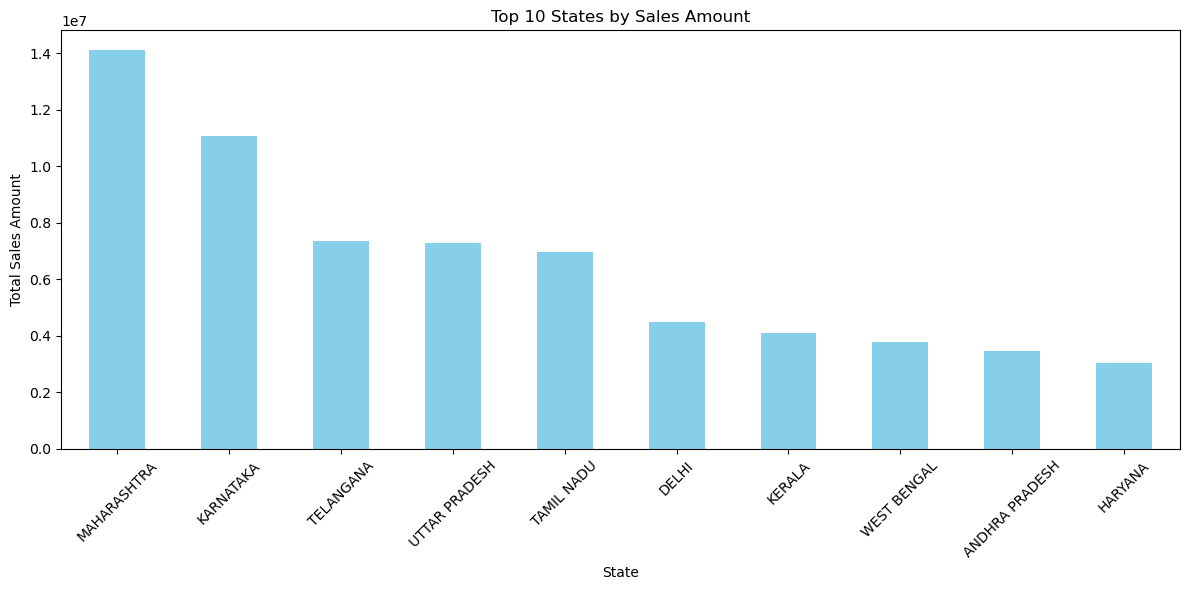 Top 10 States by Sales Amount
1e7
Total Sales Amount
1.4
1.2
1.0
0.8
0.6
0.4
0.2
0.0
MAHARASHTRA
KARNATAKA
TELANGANA
UTTAR PRADESH
TAMIL NADU
DELHI
KERALA
WEST BENGAL
ANDHRA PRADESH
HARYANA
State